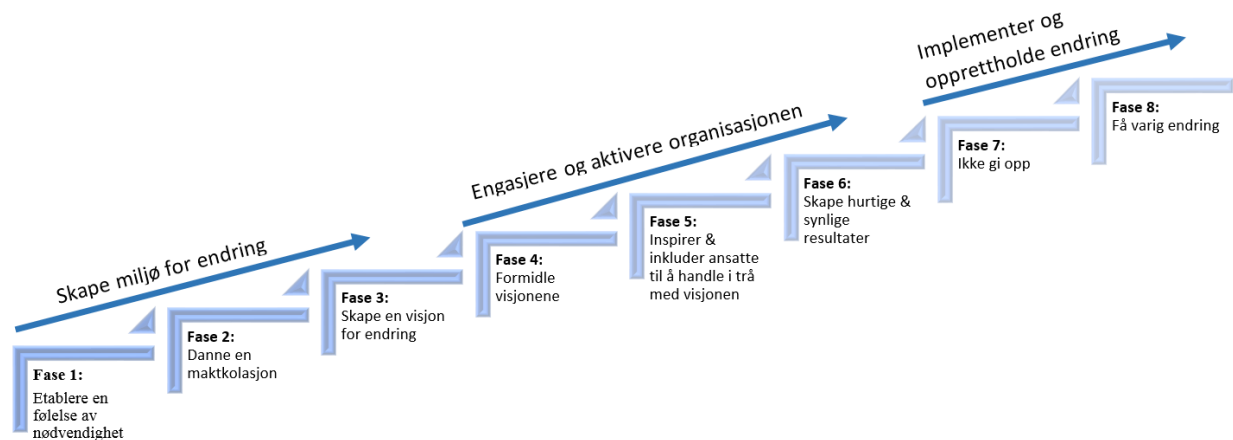 Skape miljø for endring
Fase 1:
Etablere en
følelse av
nødvendighet
Fase 2:
Danne en
maktkolasjon
Fase 3:
Skape en visjon
for endring
Engasjere og aktivere organisasjonen
Fase 4:
Formidle
visjonene
Fase 5:
Inspirer &
inkluder ansatte
til å handle i trå
med visjonen
Fase 6:
Skape hurtige &
synlige
resultater
Implementer og
opprettholde endring
Fase 7:
Ikke gi opp
Fase 8:
Få varig endring